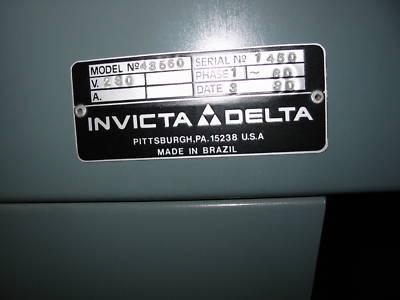 MODEL Nº 43560 SERIAL Nº 1450
V. 230 PHASE 1 ~ 60
A. DATE 3 90
INVICTA DELTA
PITTSBURGH,PA. 15238 U.S.A
MADE IN BRAZIL